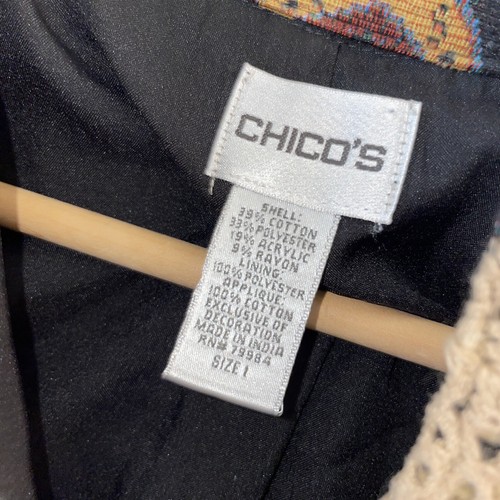 CHICO'S
SHELL:
39% COTTON
33% POLYESTER
19% ACRYLIC
9% RAYON
LINING:
100% POLYESTER
APPLIQUE:
100% COTTON
EXCLUSIVE OF
DECORATION
MADE IN INDIA
RN# 79984
SIZE 1